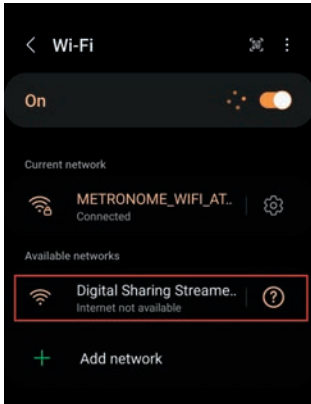 Wi-Fi
On
Current network
METRONOME_WIFI_AT..
Connected
Available networks
Digital Sharing Streame..
Internet not available
Add network